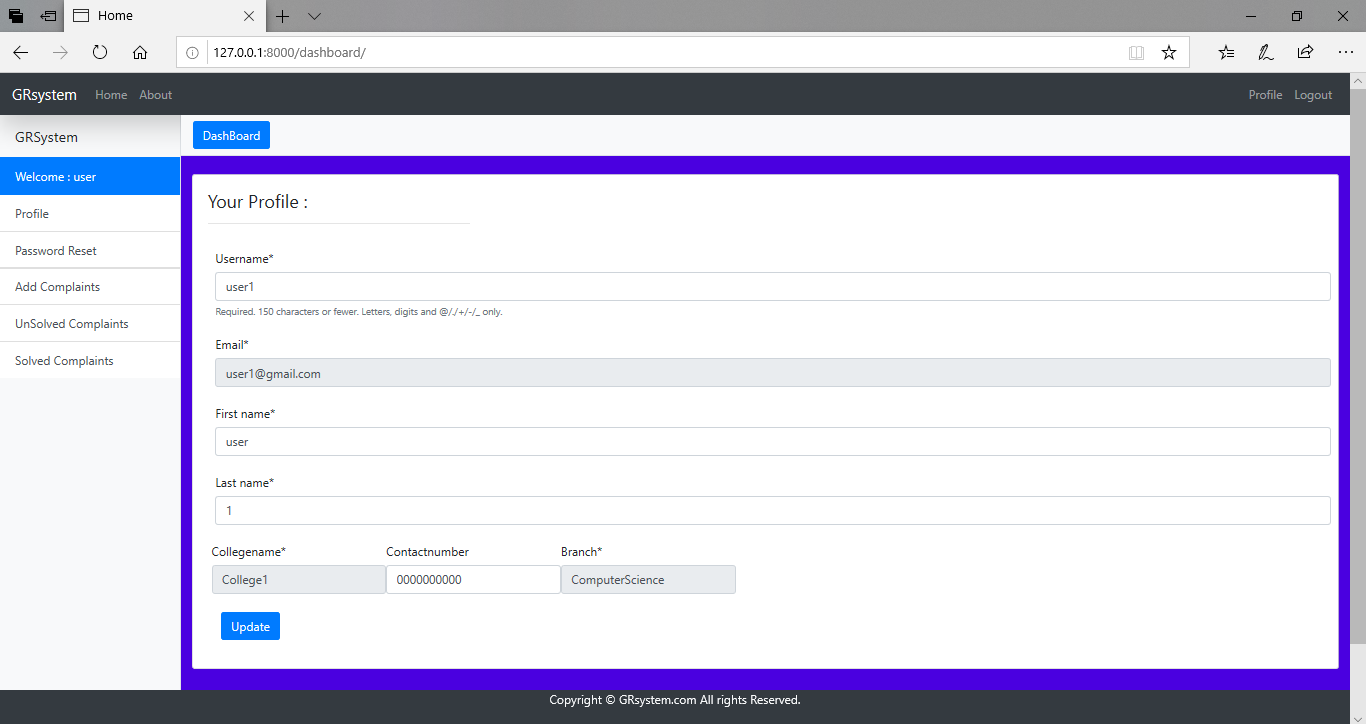 Home
127.0.0.1:8000/dashboard/
GRsystem Home About Profile Logout
GRSystem
DashBoard
Welcome : user
Profile
Password Reset
Add Complaints
UnSolved Complaints
Solved Complaints
Your Profile :
Username*
user1
Required. 150 characters or fewer. Letters, digits and @/./+/-/_ only.
Email*
user1@gmail.com
First name*
user
Last name*
1
Collegename* Contactnumber Branch*
College1 0000000000 ComputerScience
Update
Copyright © GRsystem.com All rights Reserved.